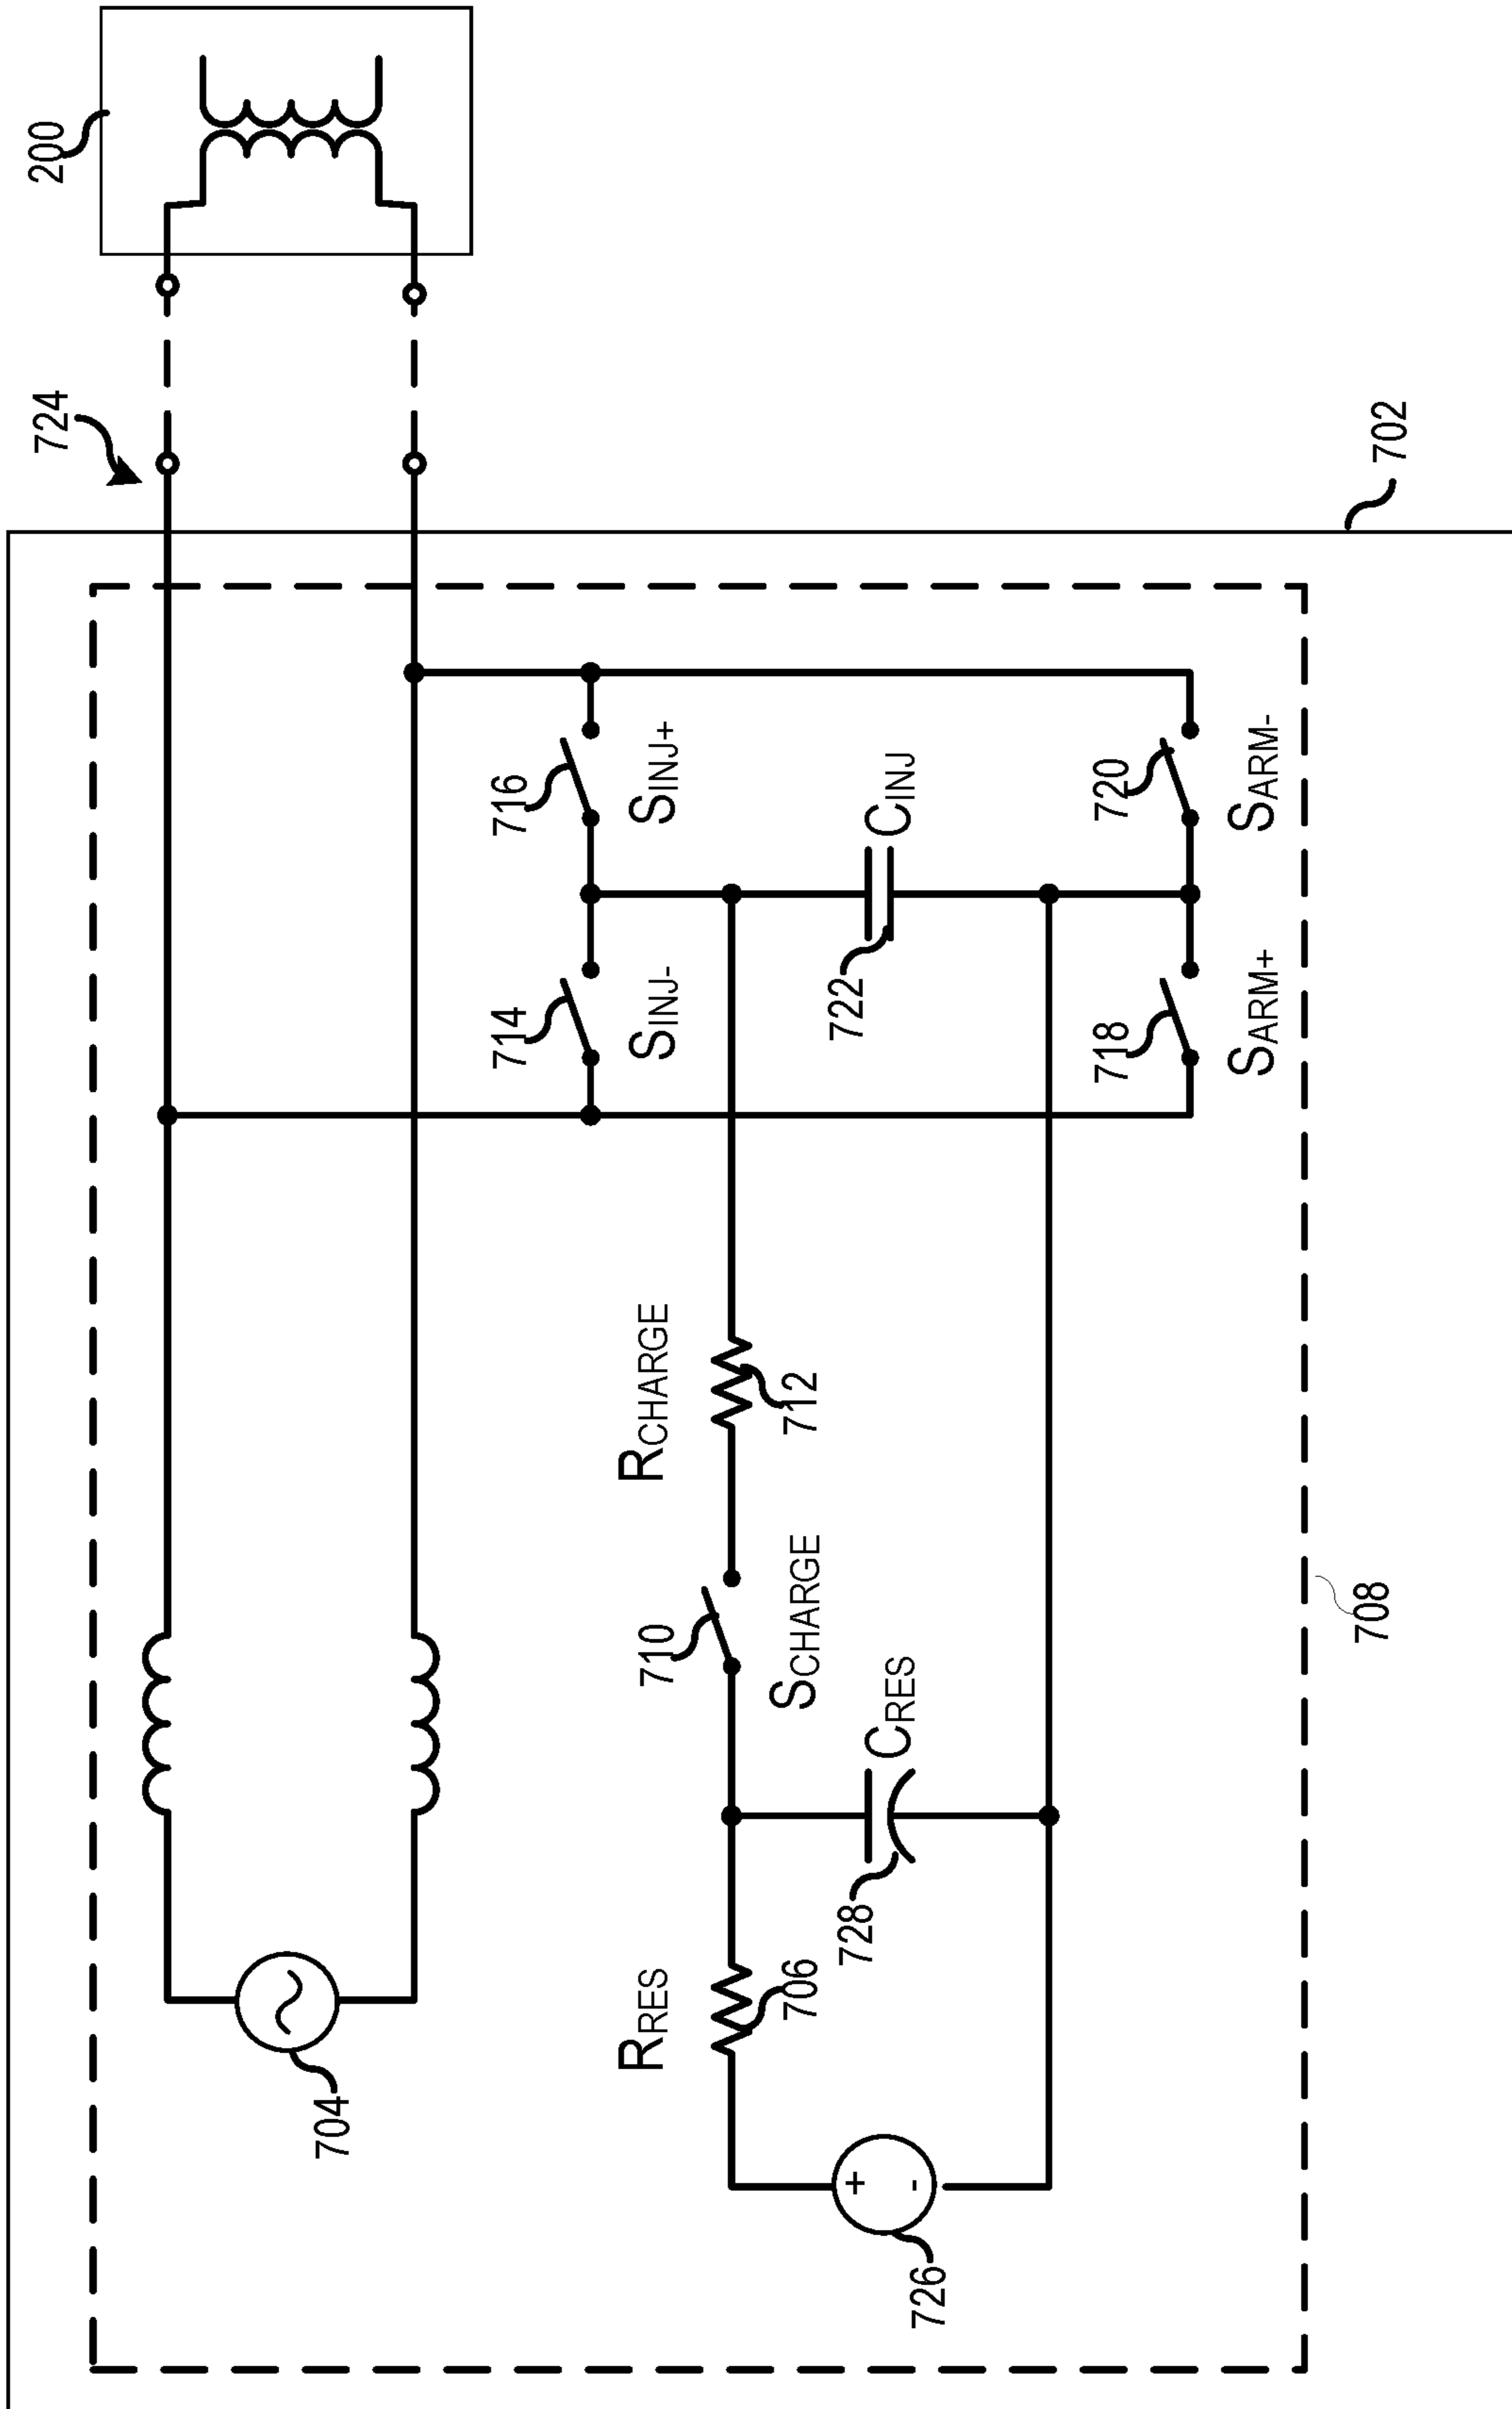 200
724
702
704
716
SINJ+
714
SINJ-
CINJ
722
720
SARM-
718
SARM+
RCHARGE
712
710
SCHARGE
CRES
728
RRES
706
+
-
726
708